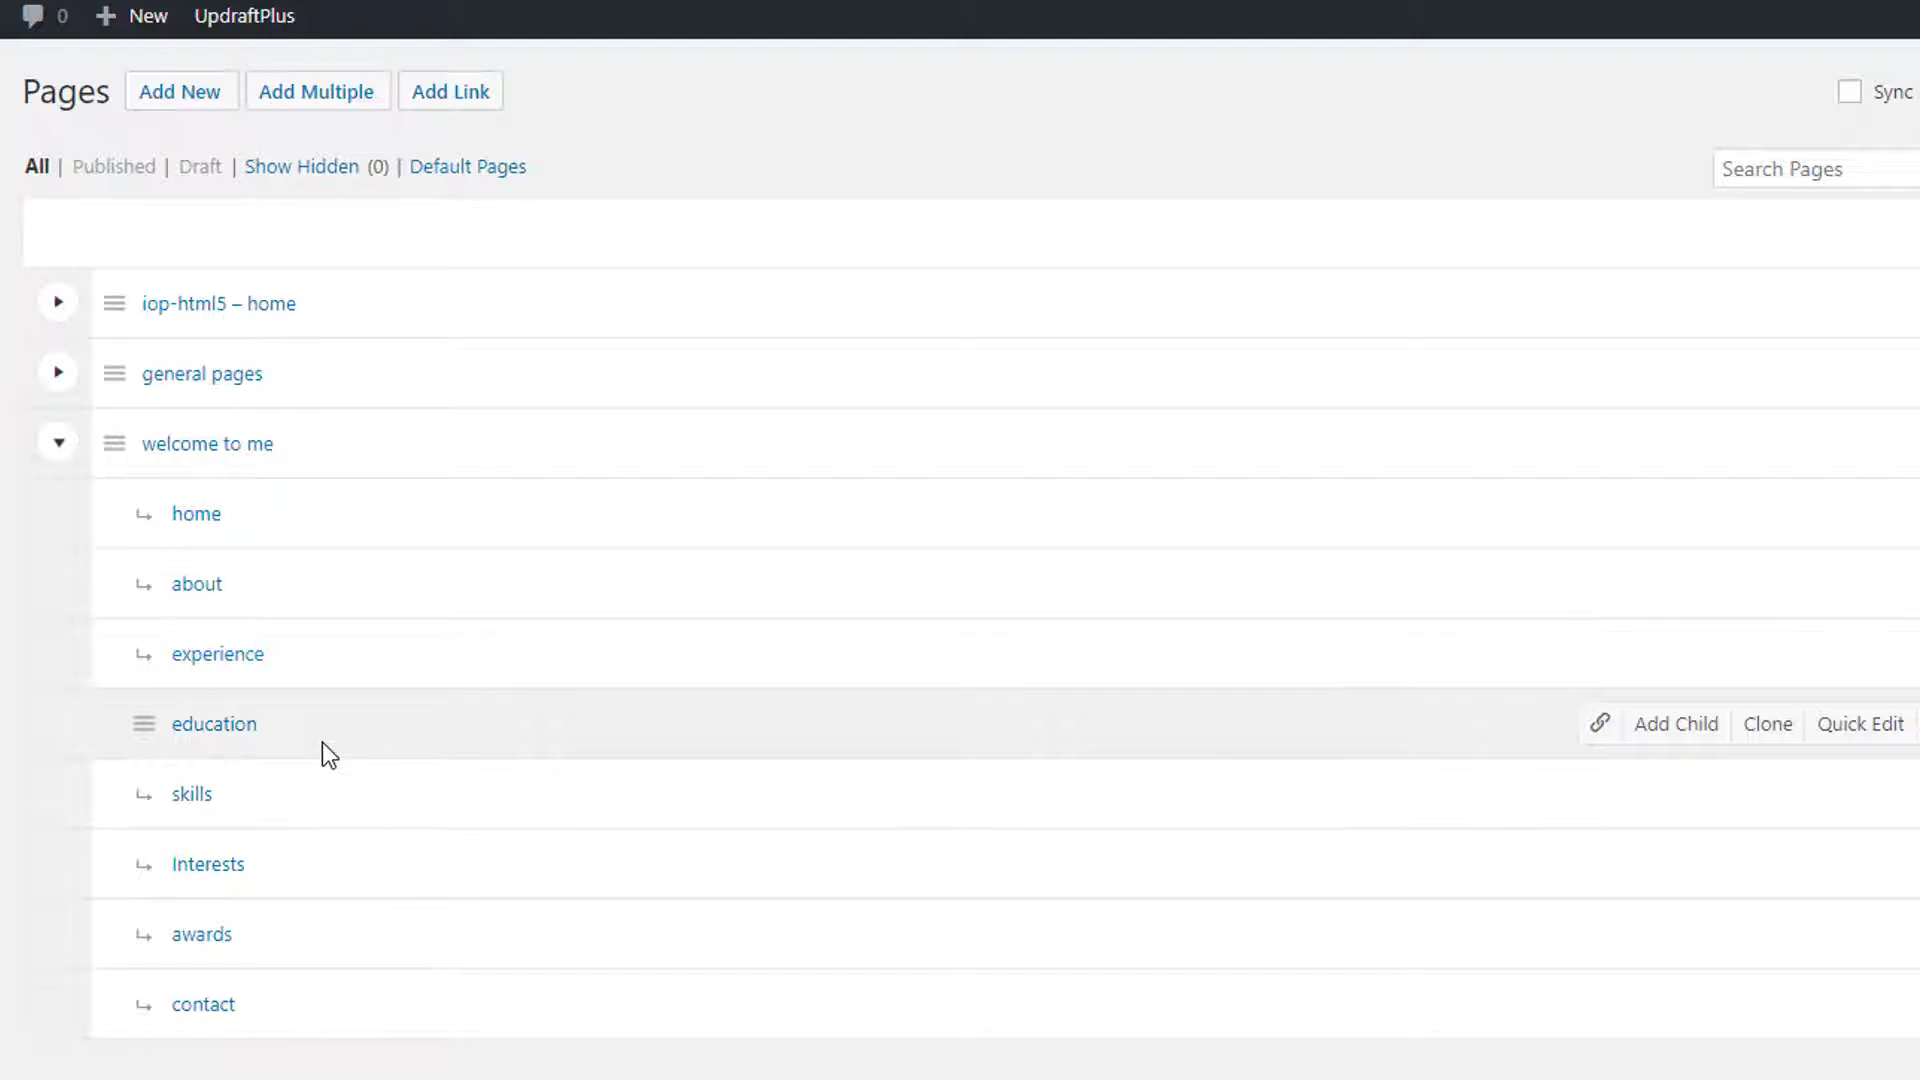 0 New UpdraftPlus
Pages Add New Add Multiple Add Link Sync
All | Published | Draft | Show Hidden (0) | Default Pages Search Pages
iop-html5 – home
general pages
welcome to me
home
about
experience
education Add Child Clone Quick Edit
skills
Interests
awards
contact